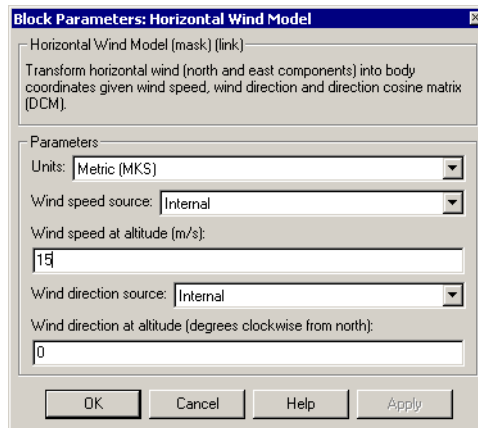 Block Parameters: Horizontal Wind Model
Horizontal Wind Model (mask) (link)
Transform horizontal wind (north and east components) into body
coordinates given wind speed, wind direction and direction cosine matrix
(DCM).
Parameters
Units: Metric (MKS)
Wind speed source: Internal
Wind speed at altitude (m/s):
15
Wind direction source: Internal
Wind direction at altitude (degrees clockwise from north):
0
OK Cancel Help Apply